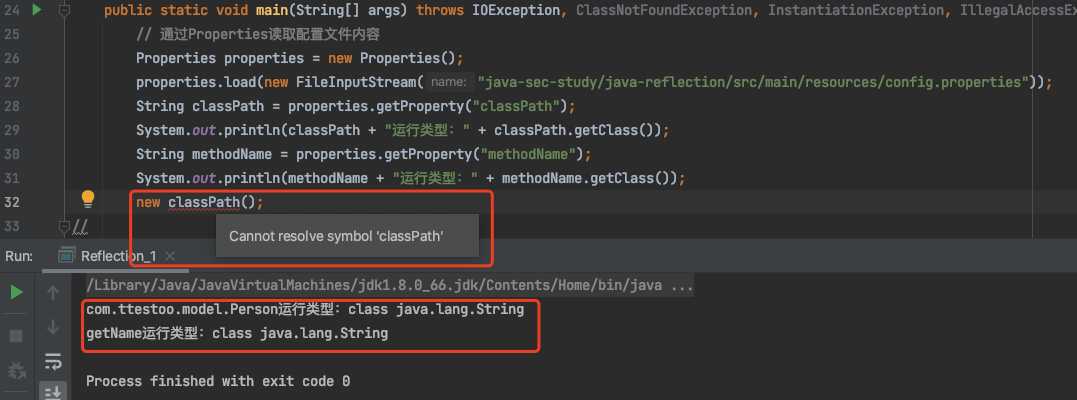 24 public static void main(String[] args) throws IOException, ClassNotFoundException, InstantiationException, IllegalAccessEx
25 // 通过Properties读取配置文件内容
26 Properties properties = new Properties();
27 properties.load(new FileInputStream( name: "java-sec-study/java-reflection/src/main/resources/config.properties"));
28 String classPath = properties.getProperty("classPath");
29 System.out.println(classPath + "运行类型：" + classPath.getClass());
30 String methodName = properties.getProperty("methodName");
31 System.out.println(methodName + "运行类型：" + methodName.getClass());
32 new classPath();
Cannot resolve symbol 'classPath'
33 //
Run: Reflection_1
/Library/Java/JavaVirtualMachines/jdk1.8.0_66.jdk/Contents/Home/bin/java ...
com.ttestoo.model.Person运行类型：class java.lang.String
getName运行类型：class java.lang.String
Process finished with exit code 0